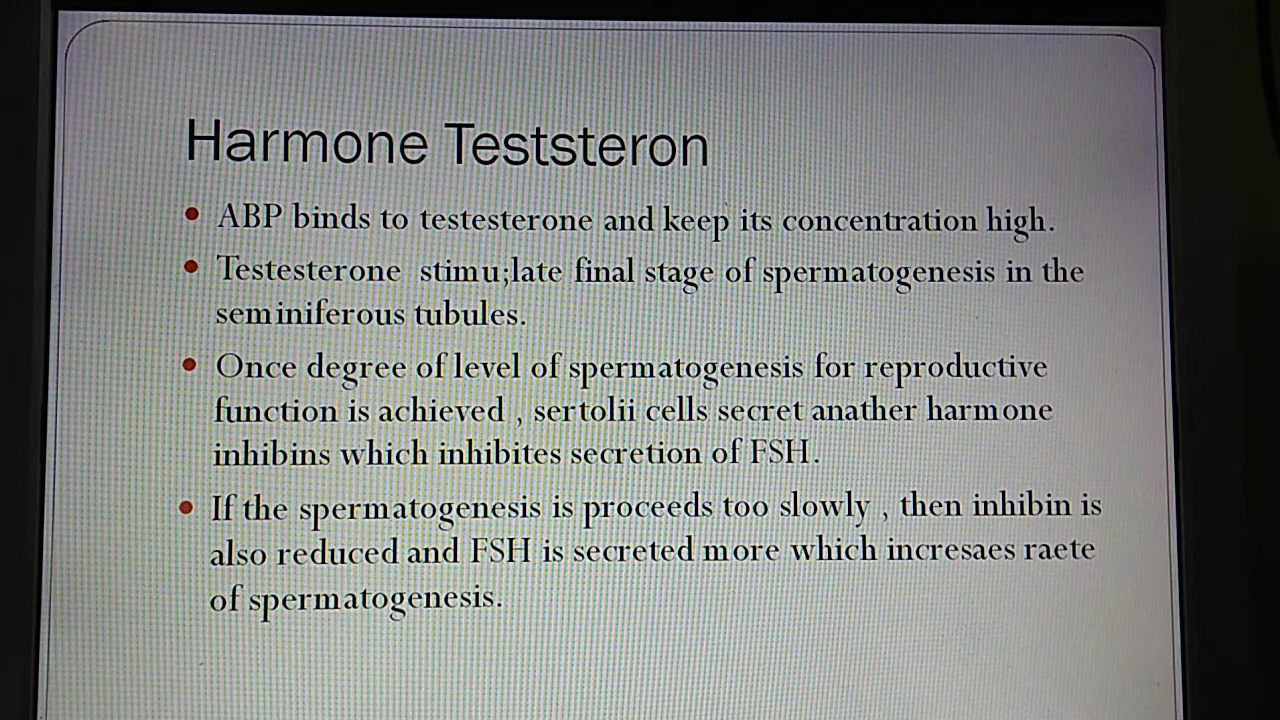 Harmone Teststeron
• ABP binds to testesterone and keep its concentration high.
• Testesterone stimu;late final stage of spermatogenesis in the
seminiferous tubules.
• Once degree of level of spermatogenesis for reproductive
function is achieved , sertolii cells secret anather harmone
inhibins which inhibites secretion of FSH.
• If the spermatogenesis is proceeds too slowly , then inhibin is
also reduced and FSH is secreted more which incresaes raete
of spermatogenesis.